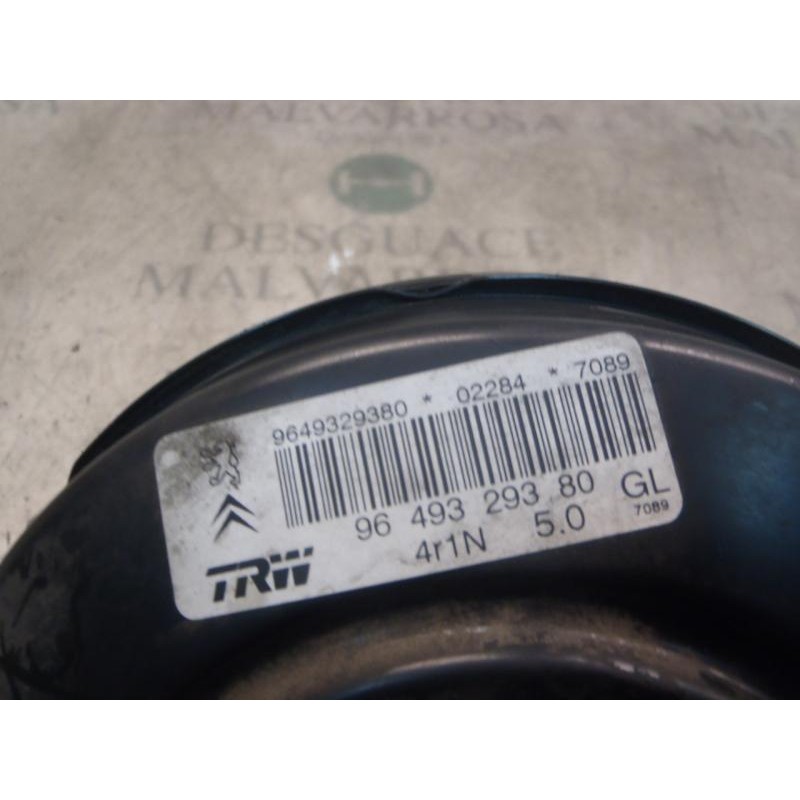 MALVARROSA
DESGUACE
MALVARROSA
9649329380 * 02284 * 7089
96 493 293 80 GL
4r1N 5.0 7089
TRW